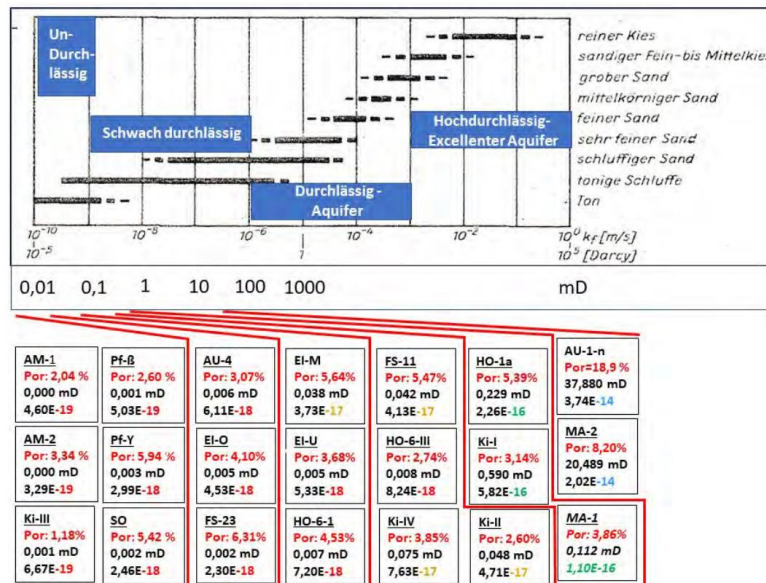 Un-
Durch-
lässig
Schwach durchlässig
Durchlässig -
Aquifer
Hochdurchlässig-
Excellenter Aquifer
reiner Kies
sandiger Fein-bis Mittelkies
grober Sand
mittelkörniger Sand
feiner Sand
sehr feiner Sand
schluffiger Sand
tonige Schluffe
Ton
10⁻¹⁰ 10⁻⁸ 10⁻⁶ 10⁻⁴ 10⁻² 10⁰ kf [m/s]
10⁻⁵ 1 10⁵ [Darcy]
0,01 0,1 1 10 100 1000 mD
AM-1
Por: 2,04 %
0,000 mD
4,60E-19
Pf-ß
Por: 2,60 %
0,001 mD
5,03E-19
AU-4
Por: 3,07%
0,006 mD
6,11E-18
EI-M
Por: 5,64%
0,038 mD
3,73E-17
FS-11
Por: 5,47%
0,042 mD
4,13E-17
HO-1a
Por: 5,39%
0,229 mD
2,26E-16
AU-1-n
Por=18,9 %
37,880 mD
3,74E-14
AM-2
Por: 3,34 %
0,000 mD
3,29E-19
Pf-Y
Por: 5,94 %
0,003 mD
2,99E-18
EI-O
Por: 4,10%
0,005 mD
4,53E-18
EI-U
Por: 3,68%
0,005 mD
5,33E-18
HO-6-III
Por: 2,74%
0,008 mD
8,24E-18
Ki-I
Por: 3,14%
0,590 mD
5,82E-16
MA-2
Por: 8,20%
20,489 mD
2,02E-14
Ki-III
Por: 1,18%
0,001 mD
6,67E-19
SO
Por: 5,42 %
0,002 mD
2,46E-18
FS-23
Por: 6,31%
0,002 mD
2,30E-18
HO-6-1
Por: 4,53%
0,007 mD
7,20E-18
Ki-IV
Por: 3,85%
0,075 mD
7,63E-17
Ki-II
Por: 2,60%
0,048 mD
4,71E-17
MA-1
Por: 3,86%
0,112 mD
1,10E-16